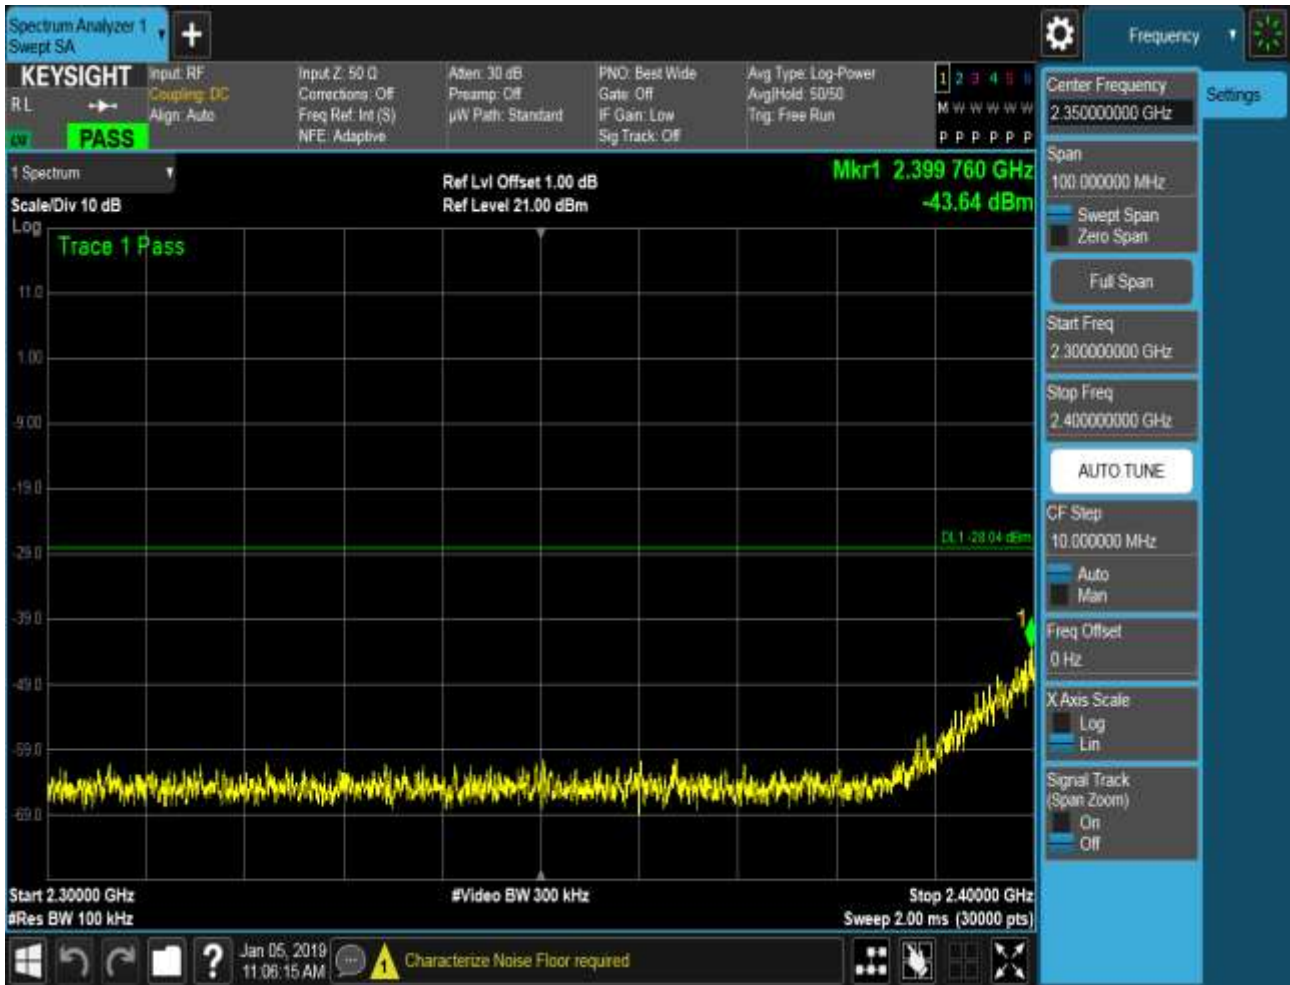 Spectrum Analyzer 1
Swept SA
Frequency
KEYSIGHT
RL
PASS
Input: RF
Coupling: DC
Align: Auto
Input Z: 50 Ω
Corrections: Off
Freq Ref: Int (S)
NFE: Adaptive
Atten: 30 dB
Preamp: Off
µW Path: Standard
PNO: Best Wide
Gate: Off
IF Gain: Low
Sig Track: Off
Avg Type: Log-Power
Avg|Hold: 50/50
Trig: Free Run
1 2 3 4 5 6
M W W W W W
P P P P P P
1 Spectrum
Scale/Div 10 dB
Ref Lvl Offset 1.00 dB
Ref Level 21.00 dBm
Mkr1 2.399 760 GHz
-43.64 dBm
Log
Trace 1 Pass
11.0
1.00
-9.00
-19.0
-29.0
DL1 -28.04 dBm
-39.0
1
-49.0
-59.0
-69.0
Start 2.30000 GHz
#Video BW 300 kHz
Stop 2.40000 GHz
#Res BW 100 kHz
Sweep 2.00 ms (30000 pts)
Center Frequency
2.350000000 GHz
Settings
Span
100.000000 MHz
Swept Span
Zero Span
Full Span
Start Freq
2.300000000 GHz
Stop Freq
2.400000000 GHz
AUTO TUNE
CF Step
10.000000 MHz
Auto
Man
Freq Offset
0 Hz
X Axis Scale
Log
Lin
Signal Track
(Span Zoom)
On
Off
?
Jan 05, 2019
11:06:15 AM
1
Characterize Noise Floor required